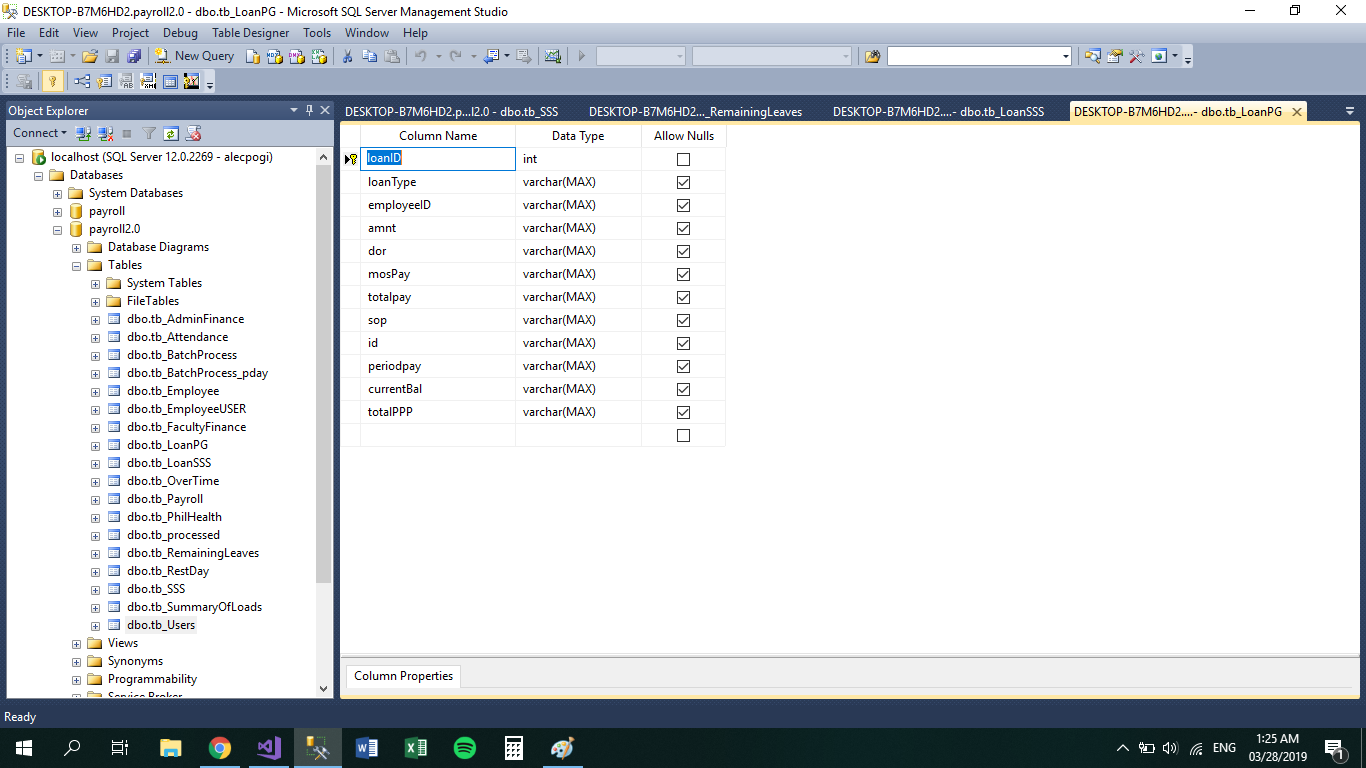 DESKTOP-B7M6HD2.payroll2.0 - dbo.tb_LoanPG - Microsoft SQL Server Management Studio
File Edit View Project Debug Table Designer Tools Window Help
New Query
Object Explorer
Connect
localhost (SQL Server 12.0.2269 - alecpogi)
Databases
System Databases
payroll
payroll2.0
Database Diagrams
Tables
System Tables
FileTables
dbo.tb_AdminFinance
dbo.tb_Attendance
dbo.tb_BatchProcess
dbo.tb_BatchProcess_pday
dbo.tb_Employee
dbo.tb_EmployeeUSER
dbo.tb_FacultyFinance
dbo.tb_LoanPG
dbo.tb_LoanSSS
dbo.tb_OverTime
dbo.tb_Payroll
dbo.tb_PhilHealth
dbo.tb_processed
dbo.tb_RemainingLeaves
dbo.tb_RestDay
dbo.tb_SSS
dbo.tb_SummaryOfLoads
dbo.tb_Users
Views
Synonyms
Programmability
Service Broker
DESKTOP-B7M6HD2.p...l2.0 - dbo.tb_SSS DESKTOP-B7M6HD2..._RemainingLeaves DESKTOP-B7M6HD2....- dbo.tb_LoanSSS DESKTOP-B7M6HD2....- dbo.tb_LoanPG
Column Name Data Type Allow Nulls
loanID int
loanType varchar(MAX)
employeeID varchar(MAX)
amnt varchar(MAX)
dor varchar(MAX)
mosPay varchar(MAX)
totalpay varchar(MAX)
sop varchar(MAX)
id varchar(MAX)
periodpay varchar(MAX)
currentBal varchar(MAX)
totalPPP varchar(MAX)
Column Properties
Ready
ENG
1:25 AM
03/28/2019
1